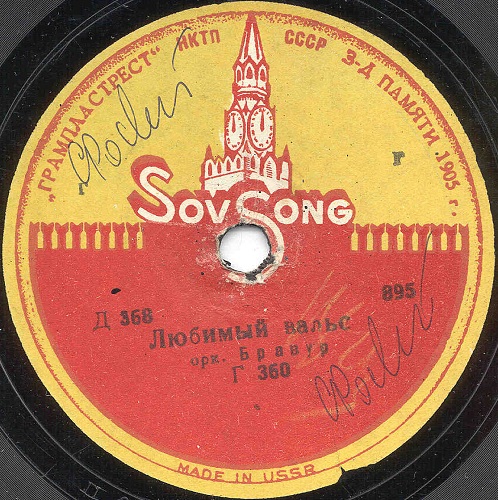 „ГРАМПЛАСТРЕСТ“ НКТП СССР З-Д ПАМЯТИ 1905 г.
г г
SOVSONG
Д 368 895
Любимый вальс
орк. Бравур
Г 360
MADE IN USSR